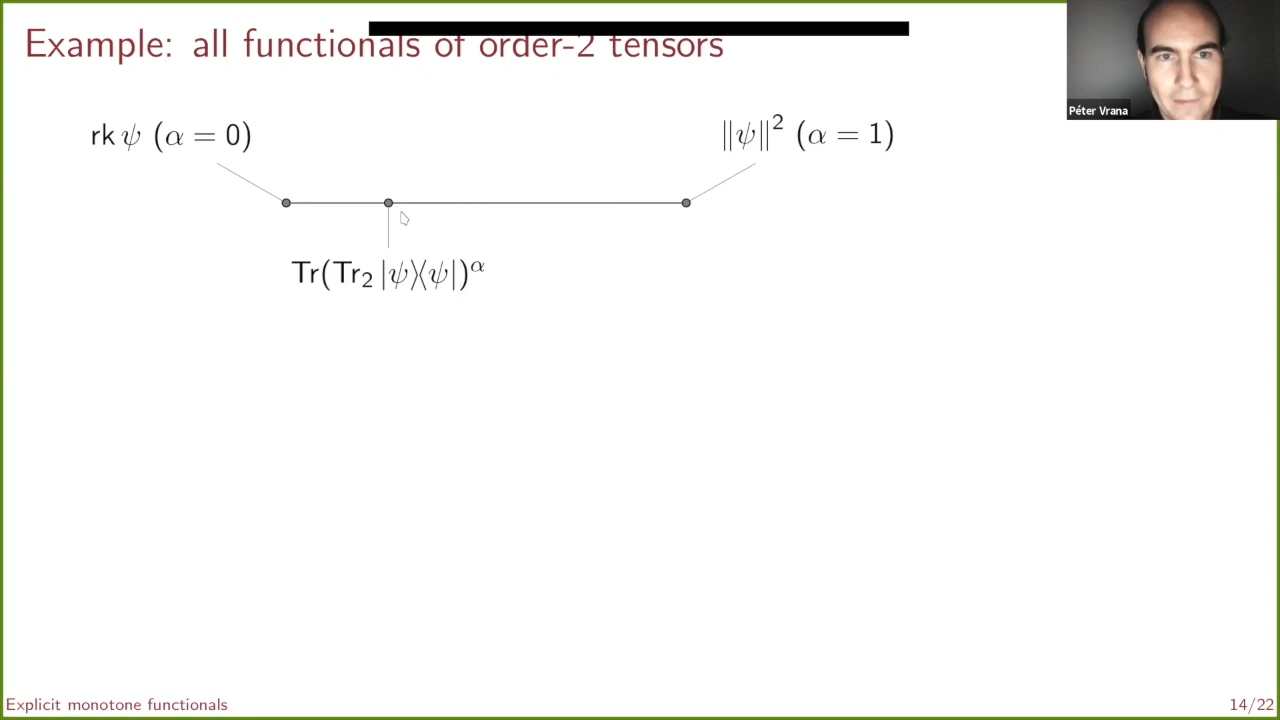 Example: all functionals of order-2 tensors
Péter Vrana
rk ψ (α = 0)
‖ψ‖² (α = 1)
Tr(Tr₂ |ψ⟩⟨ψ|)^α
Explicit monotone functionals
14/22